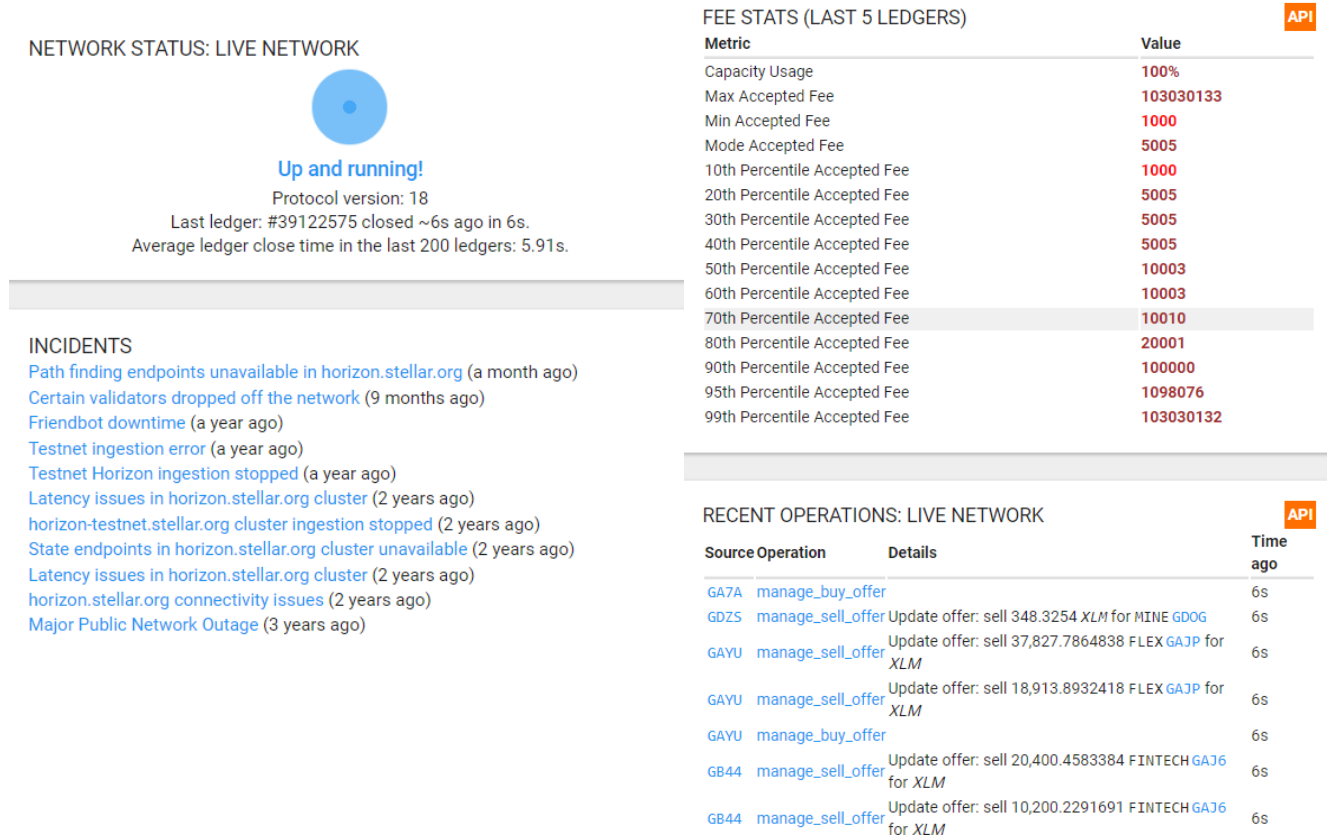 NETWORK STATUS: LIVE NETWORK
Up and running!
Protocol version: 18
Last ledger: #39122575 closed ~6s ago in 6s.
Average ledger close time in the last 200 ledgers: 5.91s.
INCIDENTS
Path finding endpoints unavailable in horizon.stellar.org (a month ago)
Certain validators dropped off the network (9 months ago)
Friendbot downtime (a year ago)
Testnet ingestion error (a year ago)
Testnet Horizon ingestion stopped (a year ago)
Latency issues in horizon.stellar.org cluster (2 years ago)
horizon-testnet.stellar.org cluster ingestion stopped (2 years ago)
State endpoints in horizon.stellar.org cluster unavailable (2 years ago)
Latency issues in horizon.stellar.org cluster (2 years ago)
horizon.stellar.org connectivity issues (2 years ago)
Major Public Network Outage (3 years ago)
FEE STATS (LAST 5 LEDGERS) API
Metric Value
Capacity Usage 100%
Max Accepted Fee 103030133
Min Accepted Fee 1000
Mode Accepted Fee 5005
10th Percentile Accepted Fee 1000
20th Percentile Accepted Fee 5005
30th Percentile Accepted Fee 5005
40th Percentile Accepted Fee 5005
50th Percentile Accepted Fee 10003
60th Percentile Accepted Fee 10003
70th Percentile Accepted Fee 10010
80th Percentile Accepted Fee 20001
90th Percentile Accepted Fee 100000
95th Percentile Accepted Fee 1098076
99th Percentile Accepted Fee 103030132
RECENT OPERATIONS: LIVE NETWORK API
Source Operation Details Time
ago
GA7A manage_buy_offer 6s
GDZS manage_sell_offer Update offer: sell 348.3254 XLM for MINE GDOG 6s
GAYU manage_sell_offer Update offer: sell 37,827.7864838 FLEX GAJP for 6s
XLM
GAYU manage_sell_offer Update offer: sell 18,913.8932418 FLEX GAJP for 6s
XLM
GAYU manage_buy_offer 6s
GB44 manage_sell_offer Update offer: sell 20,400.4583384 FINTECH GAJ6 6s
for XLM
GB44 manage_sell_offer Update offer: sell 10,200.2291691 FINTECH GAJ6 6s
for XLM